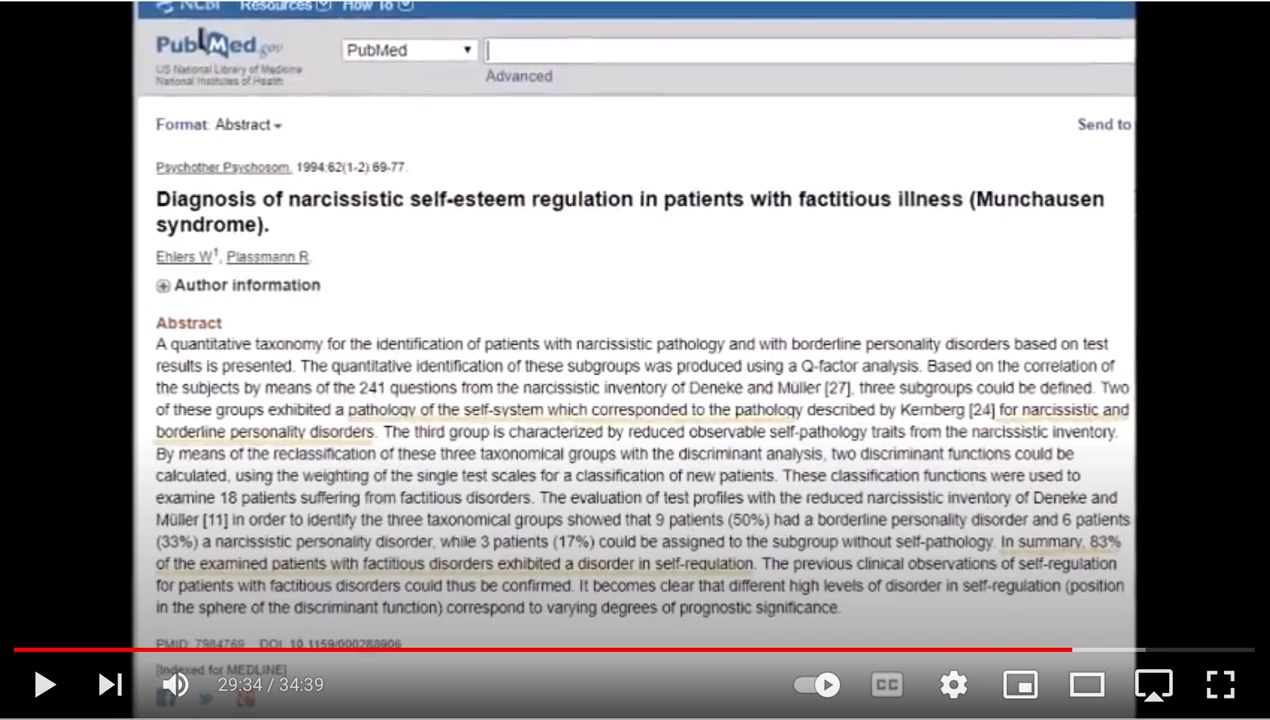 NCBI Resources How To
PubMed.gov
US National Library of Medicine
National Institutes of Health
PubMed
Advanced
Format: Abstract
Send to
Psychother Psychosom. 1994;62(1-2):69-77.
Diagnosis of narcissistic self-esteem regulation in patients with factitious illness (Munchausen
syndrome).
Ehlers W1, Plassmann R.
Author information
Abstract
A quantitative taxonomy for the identification of patients with narcissistic pathology and with borderline personality disorders based on test
results is presented. The quantitative identification of these subgroups was produced using a Q-factor analysis. Based on the correlation of
the subjects by means of the 241 questions from the narcissistic inventory of Deneke and Müller [27], three subgroups could be defined. Two
of these groups exhibited a pathology of the self-system which corresponded to the pathology described by Kernberg [24] for narcissistic and
borderline personality disorders. The third group is characterized by reduced observable self-pathology traits from the narcissistic inventory.
By means of the reclassification of these three taxonomical groups with the discriminant analysis, two discriminant functions could be
calculated, using the weighting of the single test scales for a classification of new patients. These classification functions were used to
examine 18 patients suffering from factitious disorders. The evaluation of test profiles with the reduced narcissistic inventory of Deneke and
Müller [11] in order to identify the three taxonomical groups showed that 9 patients (50%) had a borderline personality disorder and 6 patients
(33%) a narcissistic personality disorder, while 3 patients (17%) could be assigned to the subgroup without self-pathology. In summary, 83%
of the examined patients with factitious disorders exhibited a disorder in self-regulation. The previous clinical observations of self-regulation
for patients with factitious disorders could thus be confirmed. It becomes clear that different high levels of disorder in self-regulation (position
in the sphere of the discriminant function) correspond to varying degrees of prognostic significance.
PMID: 7984769 DOI: 10.1159/000288906
[Indexed for MEDLINE]
29:34 / 34:39
CC